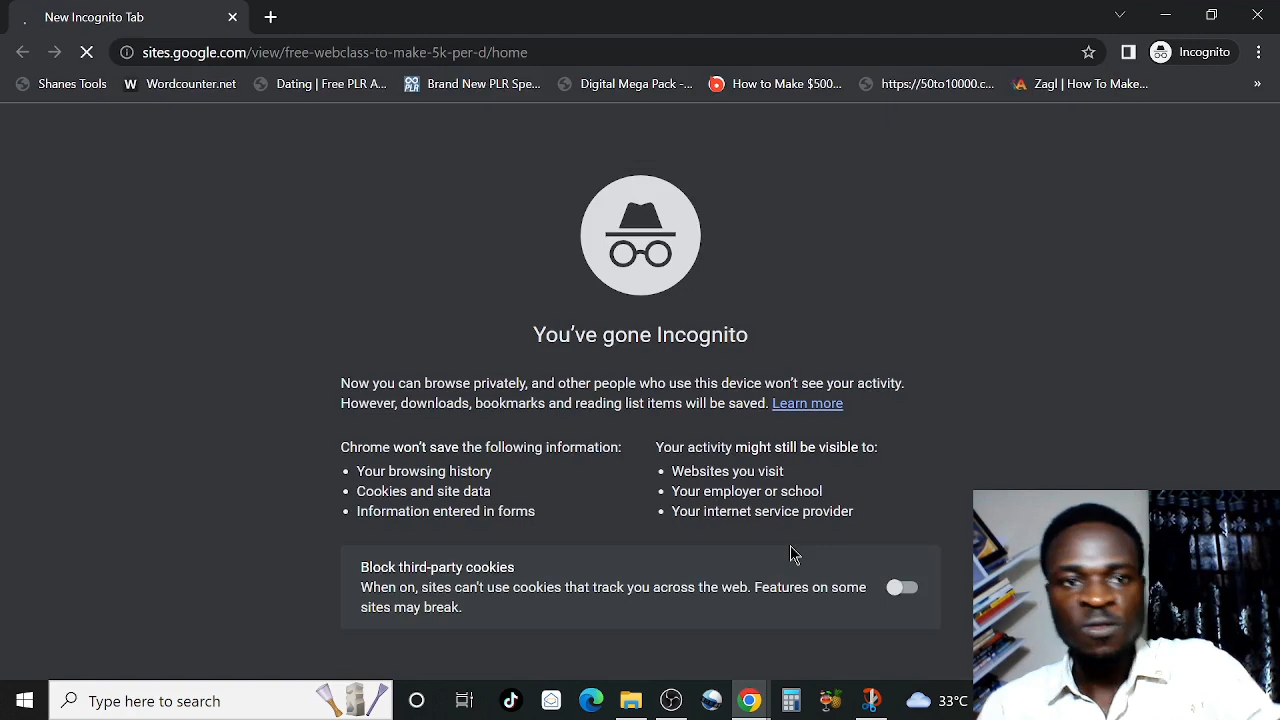 New Incognito Tab
sites.google.com/view/free-webclass-to-make-5k-per-d/home
Incognito
Shanes Tools
W Wordcounter.net
Dating | Free PLR A...
PLR Brand New PLR Spe...
Digital Mega Pack -...
How to Make $500...
https://50to10000.c...
Zagl | How To Make...
You've gone Incognito
Now you can browse privately, and other people who use this device won't see your activity.
However, downloads, bookmarks and reading list items will be saved. Learn more
Chrome won't save the following information:
• Your browsing history
• Cookies and site data
• Information entered in forms
Your activity might still be visible to:
• Websites you visit
• Your employer or school
• Your internet service provider
Block third-party cookies
When on, sites can't use cookies that track you across the web. Features on some
sites may break.
Type here to search
33°C